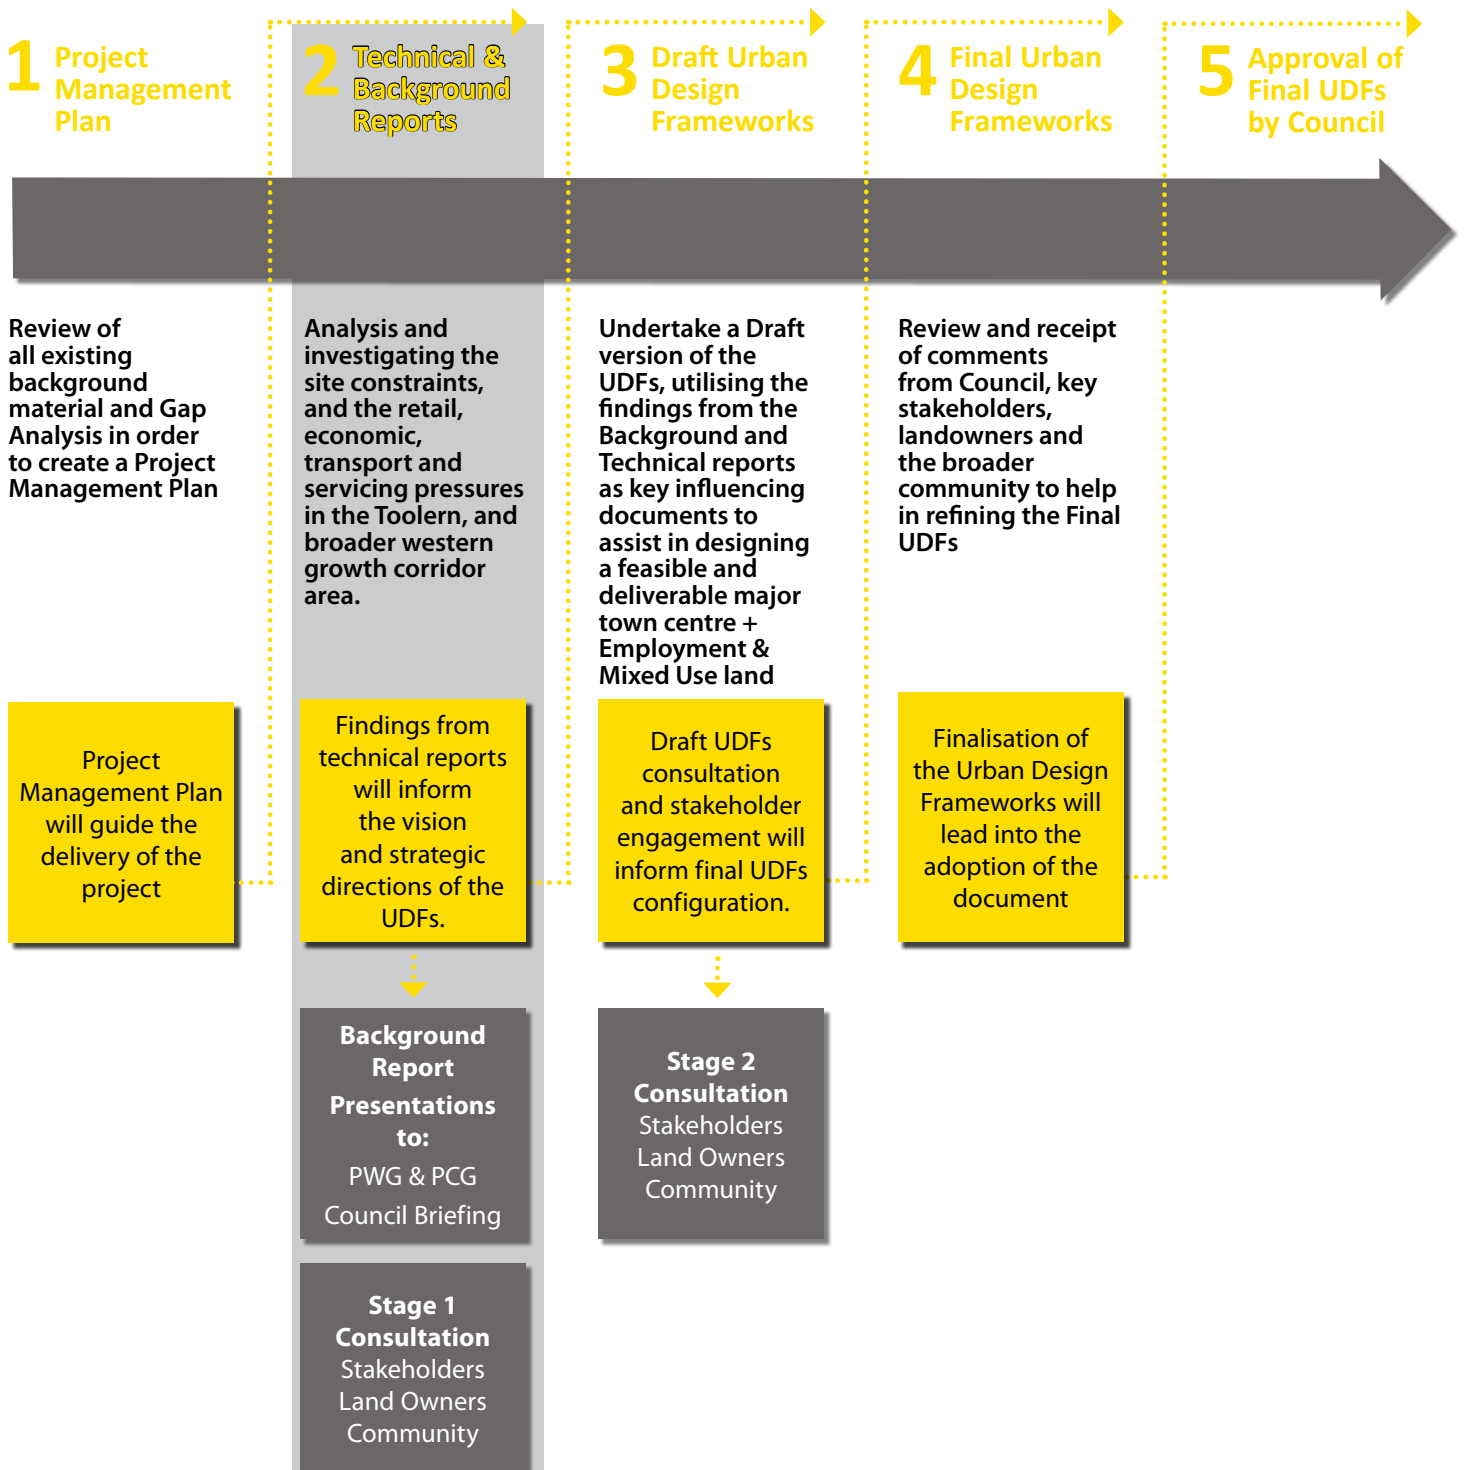 1 Project
Management
Plan
2 Technical &
Background
Reports
3 Draft Urban
Design
Frameworks
4 Final Urban
Design
Frameworks
5 Approval of
Final UDFs
by Council
Review of
all existing
background
material and Gap
Analysis in order
to create a Project
Management Plan
Analysis and
investigating the
site constraints,
and the retail,
economic,
transport and
servicing pressures
in the Toolern, and
broader western
growth corridor
area.
Undertake a Draft
version of the
UDFs, utilising the
findings from the
Background and
Technical reports
as key influencing
documents to
assist in designing
a feasible and
deliverable major
town centre +
Employment &
Mixed Use land
Review and receipt
of comments
from Council, key
stakeholders,
landowners and
the broader
community to help
in refining the Final
UDFs
Project
Management Plan
will guide the
delivery of the
project
Findings from
technical reports
will inform
the vision
and strategic
directions of the
UDFs.
Draft UDFs
consultation
and stakeholder
engagement will
inform final UDFs
configuration.
Finalisation of
the Urban Design
Frameworks will
lead into the
adoption of the
document
Background
Report
Presentations
to:
PWG & PCG
Council Briefing
Stage 2
Consultation
Stakeholders
Land Owners
Community
Stage 1
Consultation
Stakeholders
Land Owners
Community